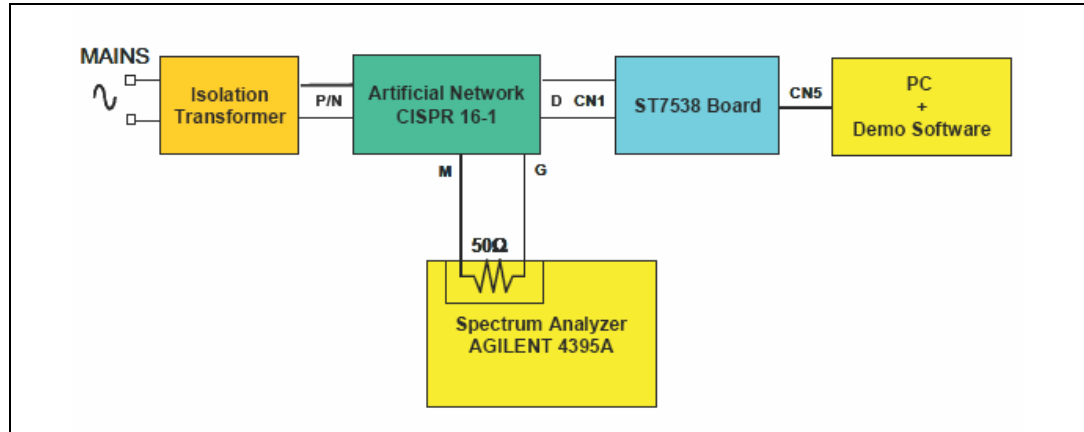 MAINS
Isolation
Transformer
P/N
Artificial Network
CISPR 16-1
D CN1
ST7538 Board
CN5
PC
+
Demo Software
M
G
50Ω
Spectrum Analyzer
AGILENT 4395A